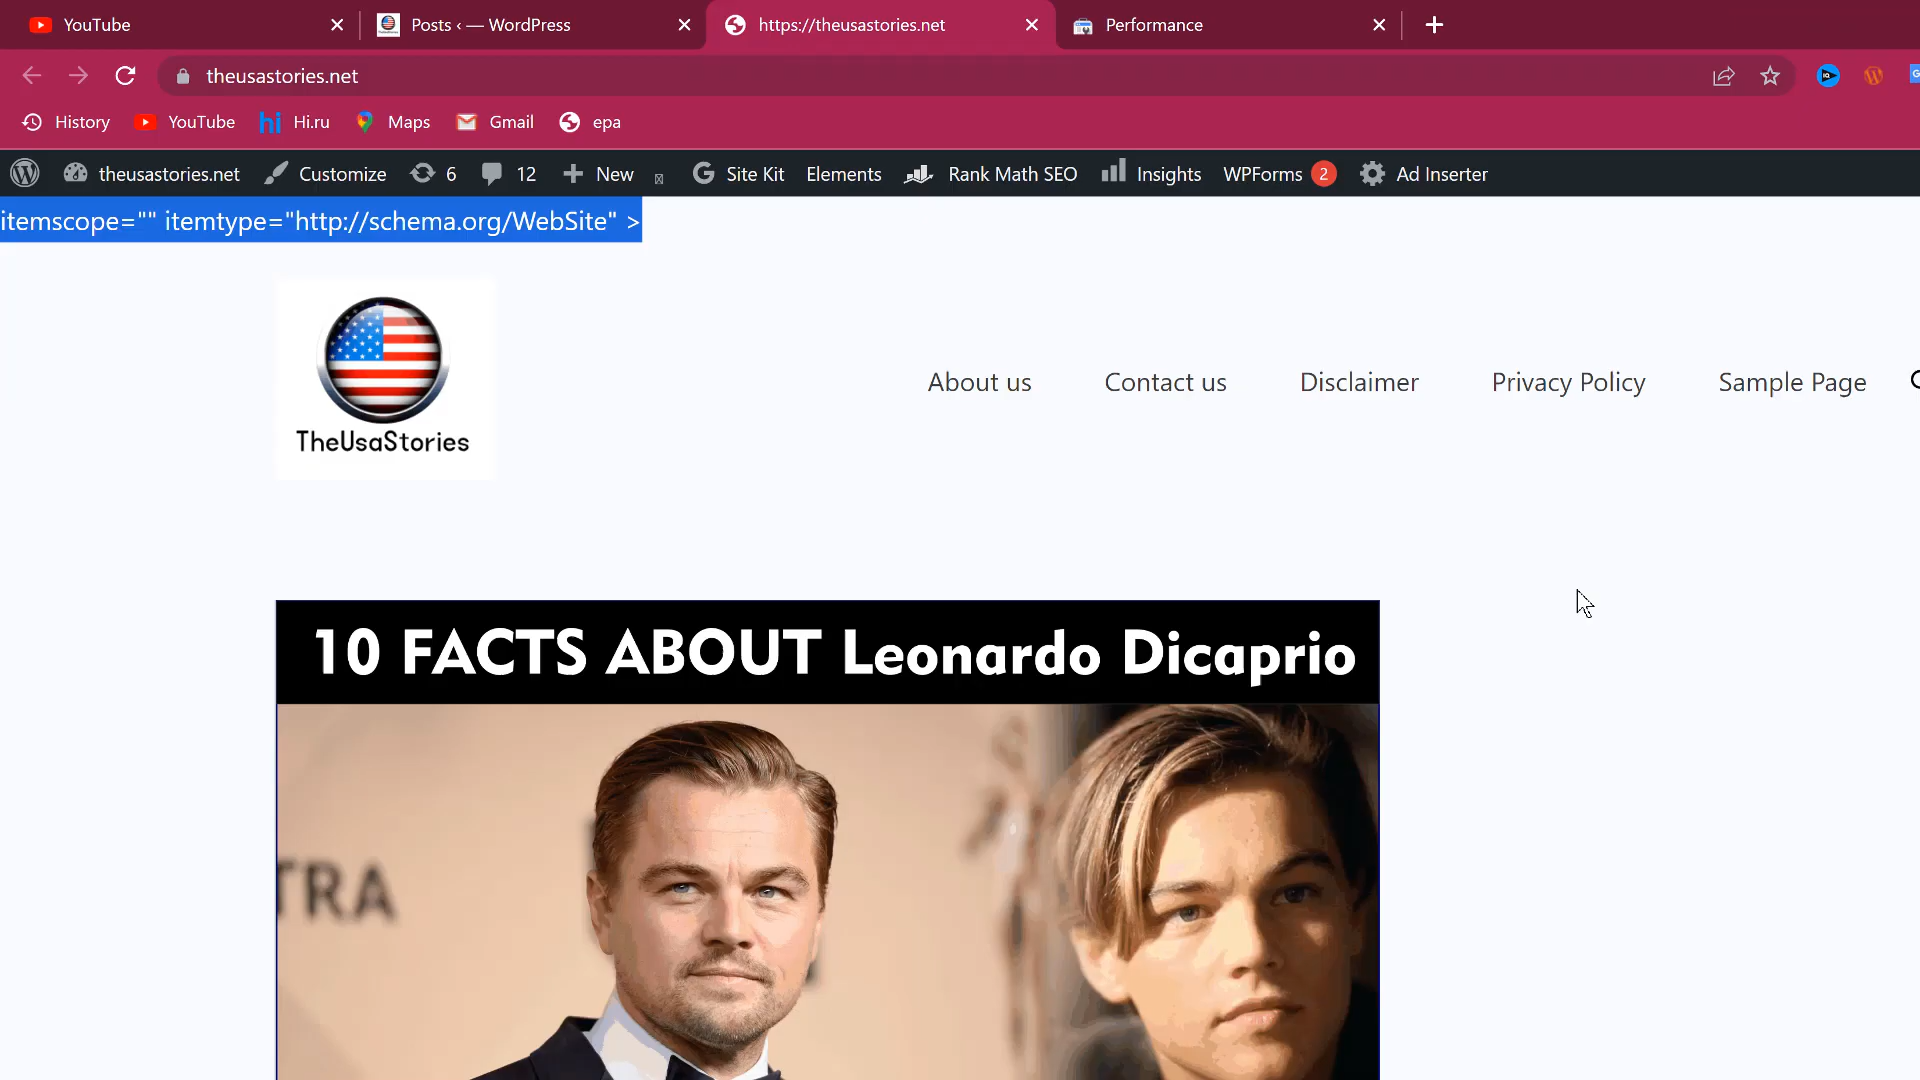 YouTube
Posts ‹ — WordPress
https://theusastories.net
Performance
theusastories.net
History
YouTube
hi Hi.ru
Maps
Gmail
epa
theusastories.net
Customize
6
12
New
Site Kit
Elements
Rank Math SEO
Insights
WPForms 2
Ad Inserter
itemscope="" itemtype="http://schema.org/WebSite" >
TheUsaStories
About us
Contact us
Disclaimer
Privacy Policy
Sample Page
10 FACTS ABOUT Leonardo Dicaprio
TRA